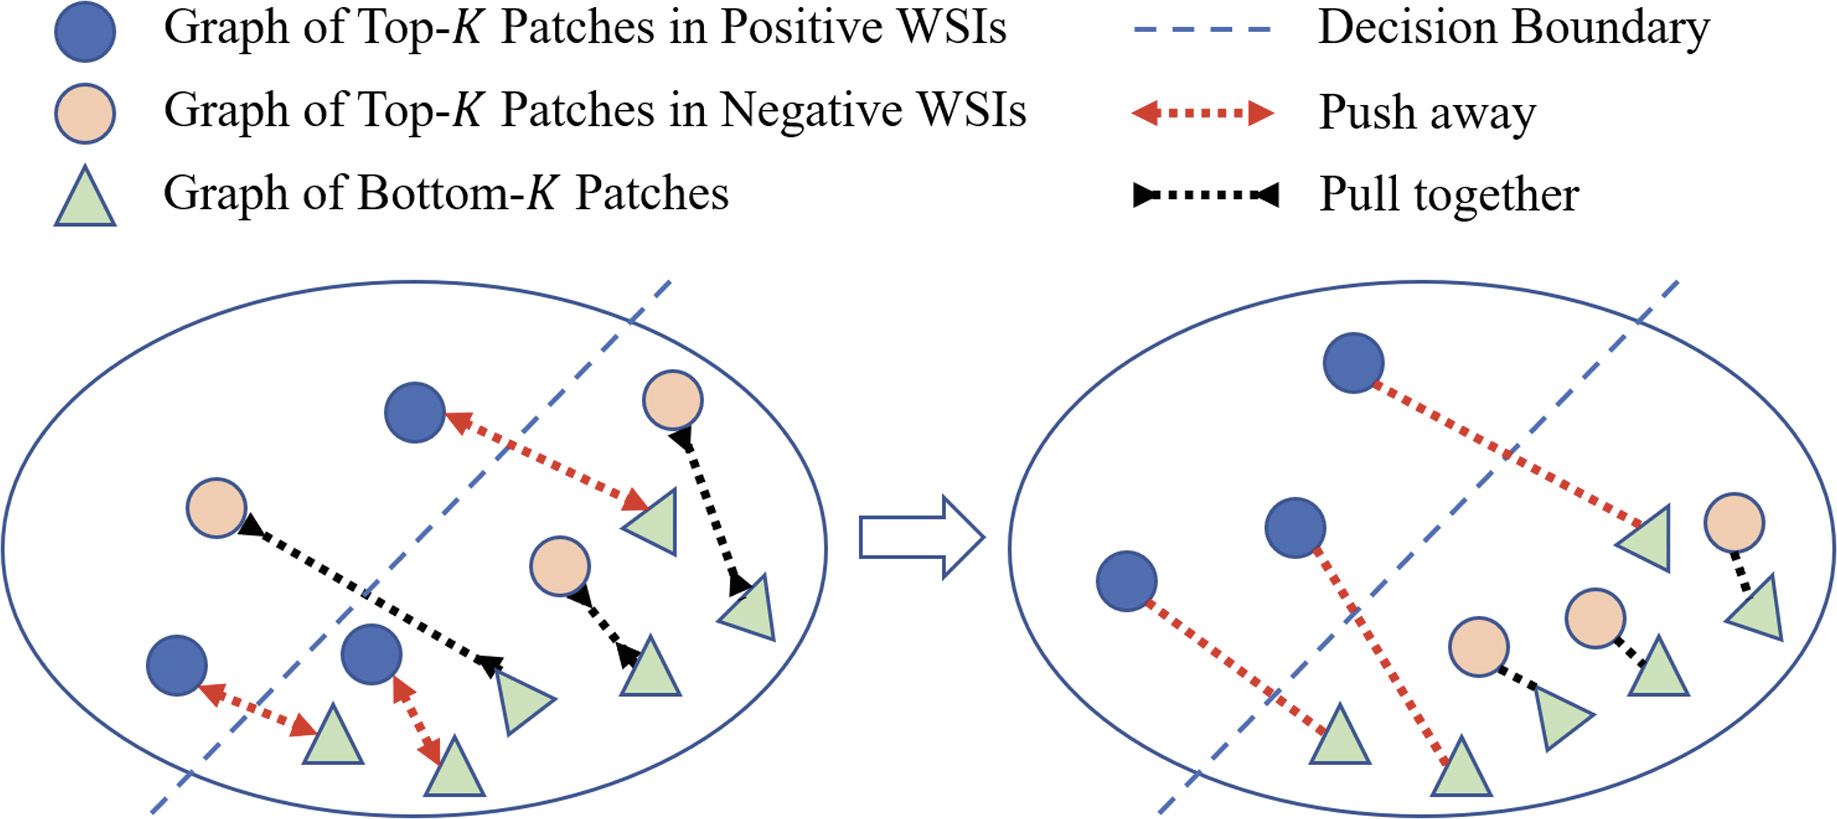 Graph of Top-K Patches in Positive WSIs
Graph of Top-K Patches in Negative WSIs
Graph of Bottom-K Patches
Decision Boundary
Push away
Pull together